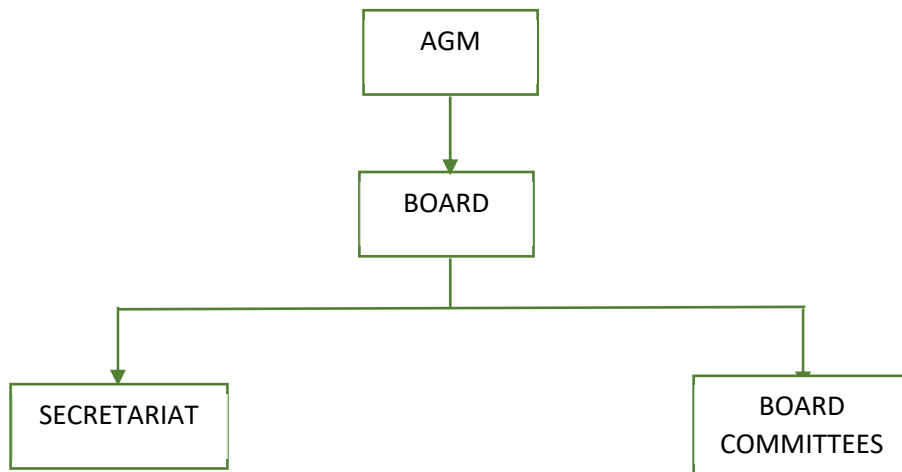 AGM
BOARD
SECRETARIAT
BOARD
COMMITTEES